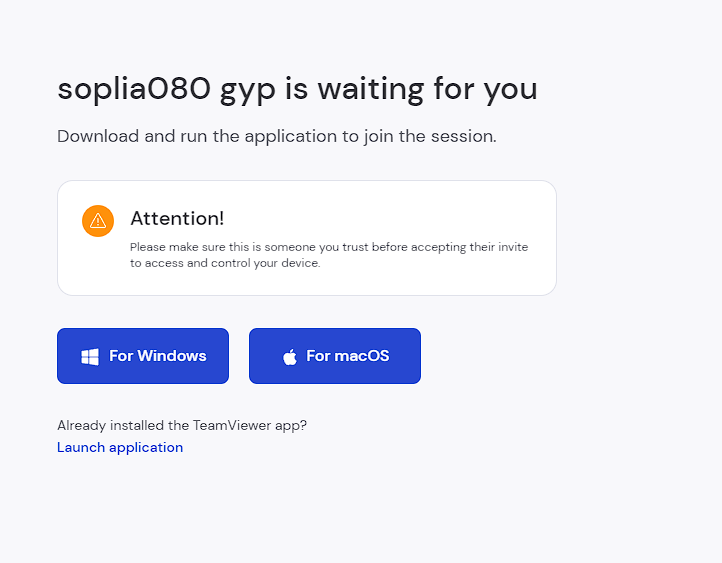 soplia080 gyp is waiting for you
Download and run the application to join the session.
Attention!
Please make sure this is someone you trust before accepting their invite
to access and control your device.
For Windows
For macOS
Already installed the TeamViewer app?
Launch application